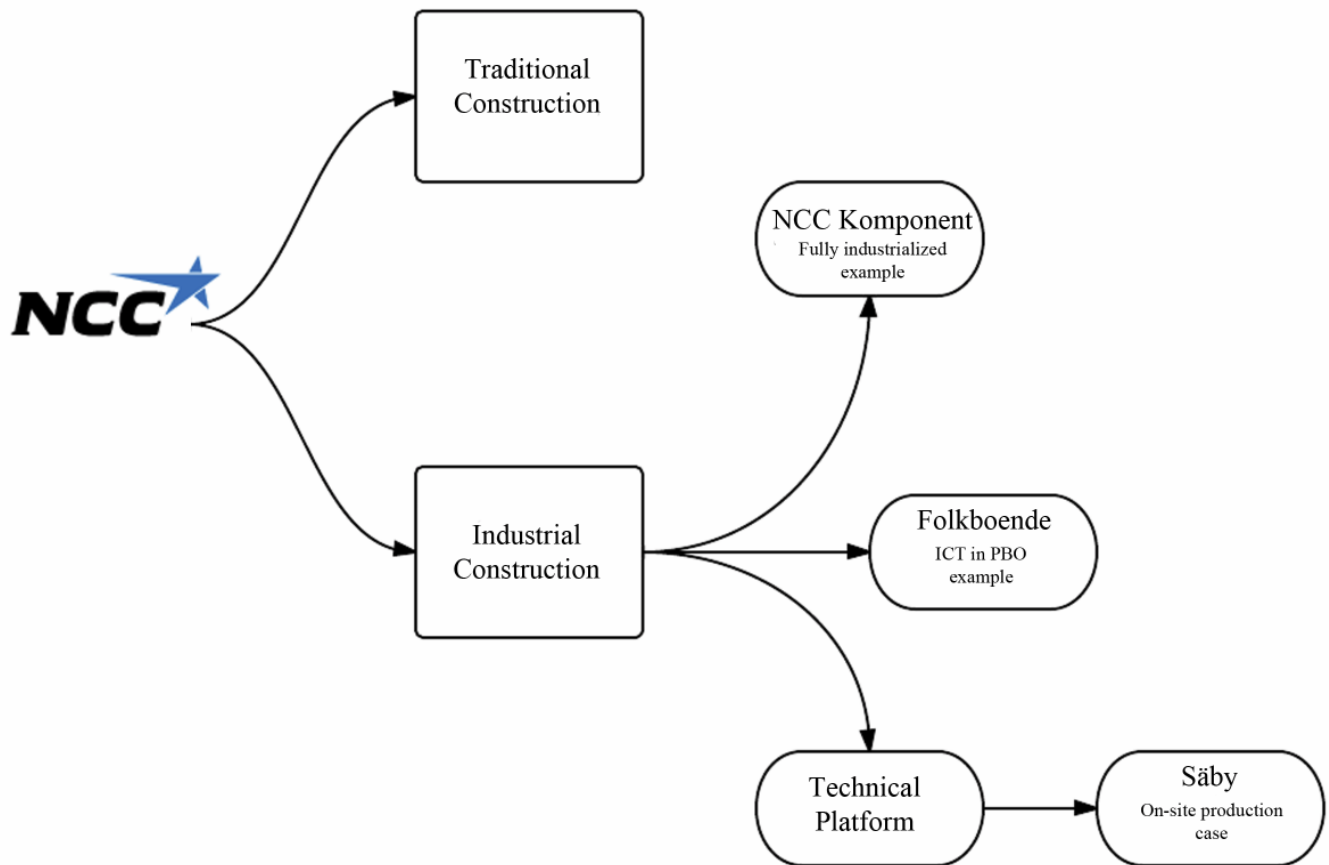 Traditional
Construction
NCC Komponent
Fully industrialized
example
NCC
Folkboende
ICT in PBO
example
Industrial
Construction
Technical
Platform
Säby
On-site production
case